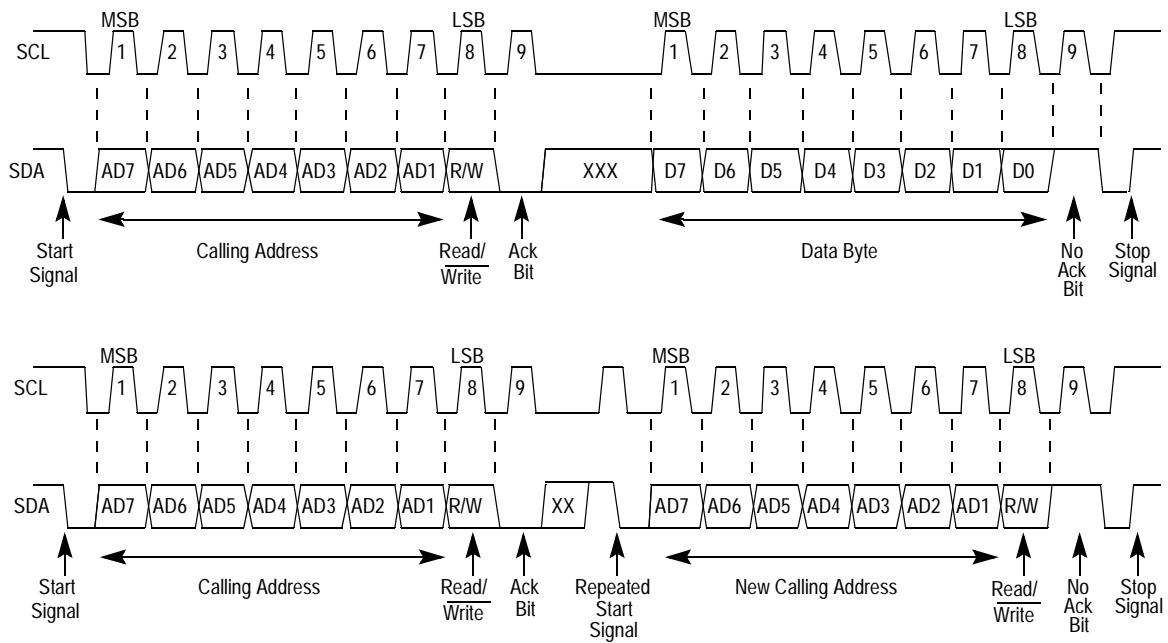 MSB LSB MSB LSB
SCL 1 2 3 4 5 6 7 8 9 1 2 3 4 5 6 7 8 9
SDA AD7 AD6 AD5 AD4 AD3 AD2 AD1 R/W XXX D7 D6 D5 D4 D3 D2 D1 D0
Start Signal
Calling Address
Read/ Write
Ack Bit
Data Byte
No Ack Bit
Stop Signal
MSB LSB MSB LSB
SCL 1 2 3 4 5 6 7 8 9 1 2 3 4 5 6 7 8 9
SDA AD7 AD6 AD5 AD4 AD3 AD2 AD1 R/W XX AD7 AD6 AD5 AD4 AD3 AD2 AD1 R/W
Start Signal
Calling Address
Read/ Write
Ack Bit
Repeated Start Signal
New Calling Address
Read/ Write
No Ack Bit
Stop Signal